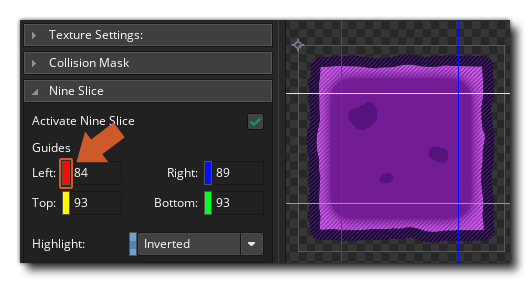 Texture Settings:
Collision Mask
Nine Slice
Activate Nine Slice
Guides
Left: 84 Right: 89
Top: 93 Bottom: 93
Highlight: Inverted